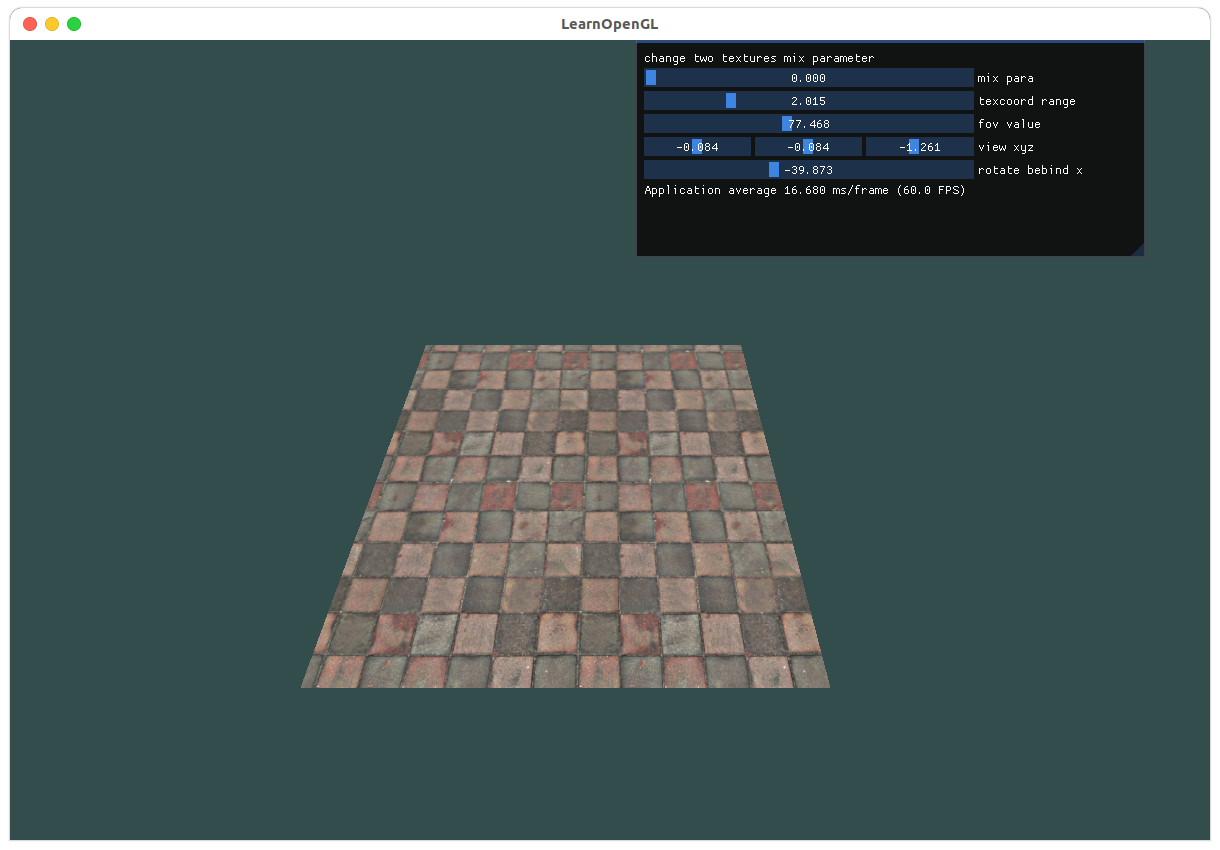 LearnOpenGL
change two textures mix parameter
0.000 mix para
2.015 texcoord range
77.468 fov value
-0.084 -0.084 -1.261 view xyz
-39.873 rotate bebind x
Application average 16.680 ms/frame (60.0 FPS)